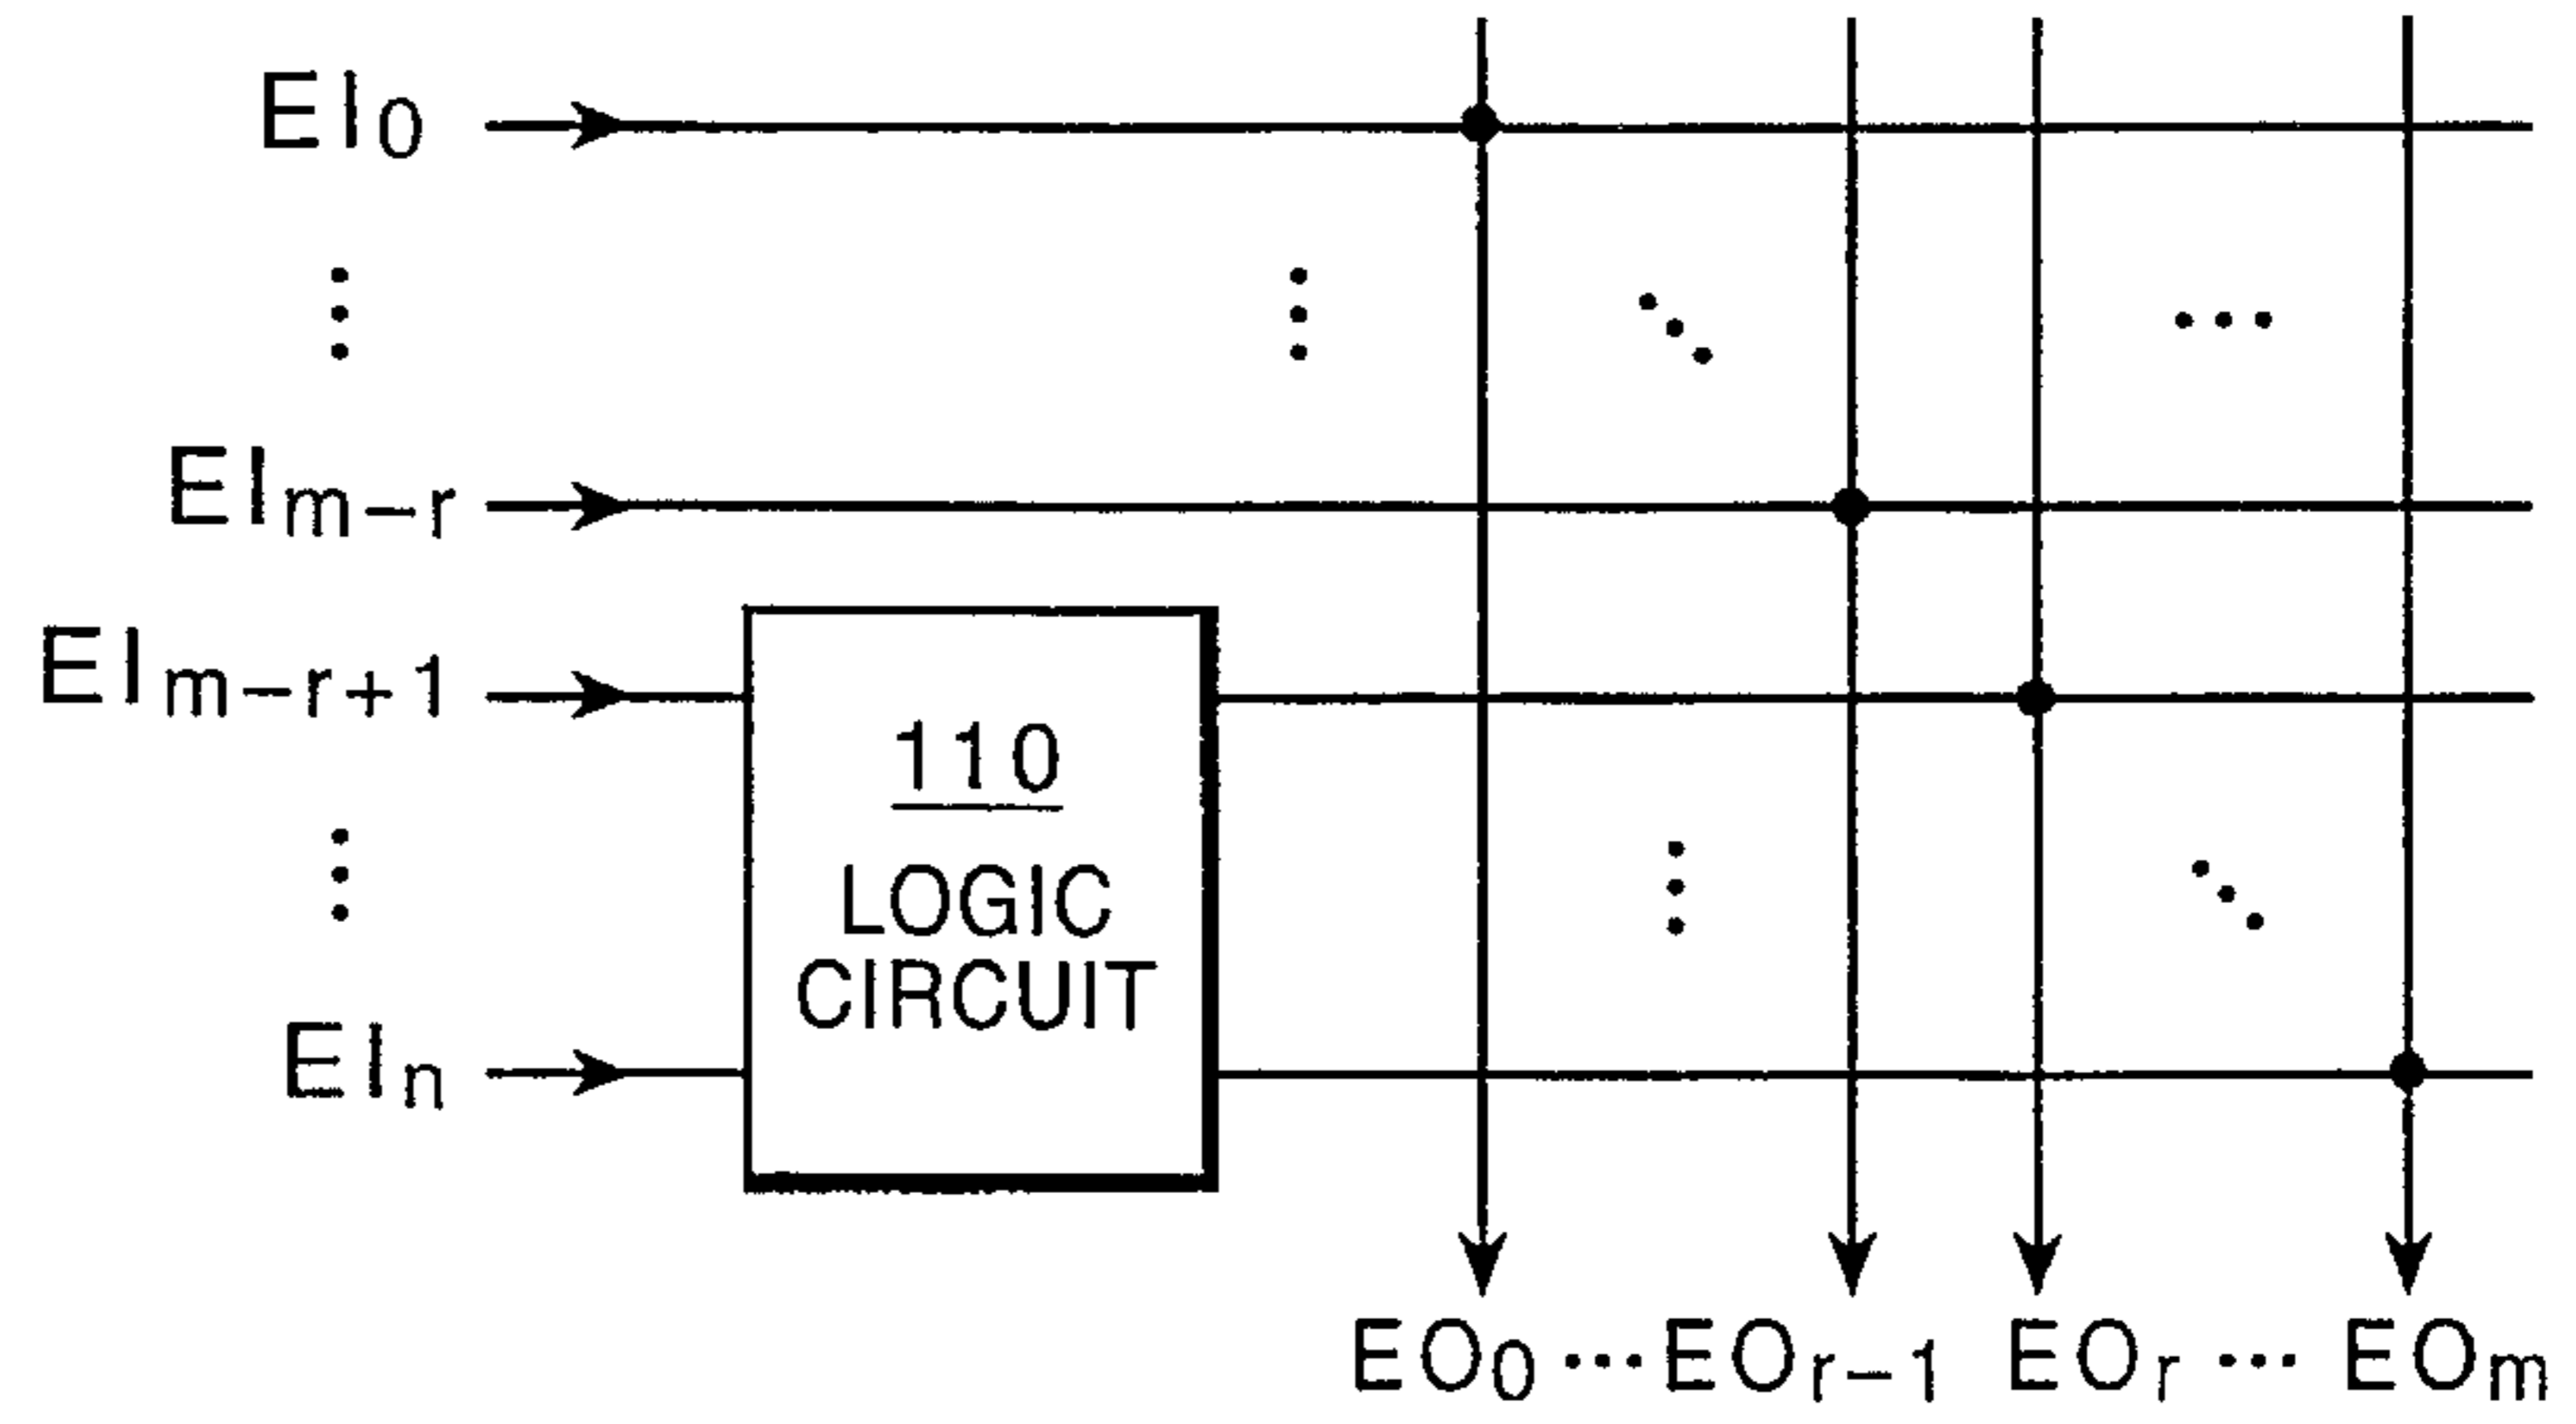 EI0
EIm-r
EIm-r+1
110
LOGIC
CIRCUIT
EIn
EO0 ... EOr-1 EOr ... EOm